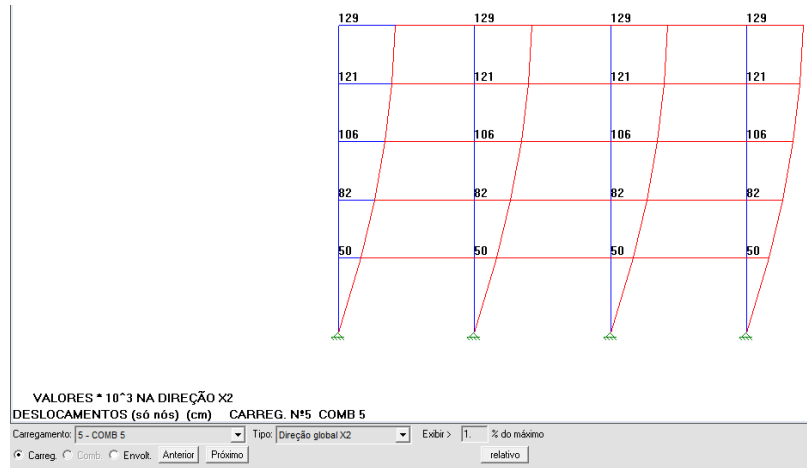 129 129 129 129
121 121 121 121
106 106 106 106
82 82 82 82
50 50 50 50
VALORES * 10^3 NA DIREÇÃO X2
DESLOCAMENTOS (só nós) (cm) CARREG. Nº5 COMB 5
Carregamento: 5 - COMB 5 Tipo: Direção global X2 Exibir > 1. % do máximo
Carreg. Comb. Envolt. Anterior Próximo relativo